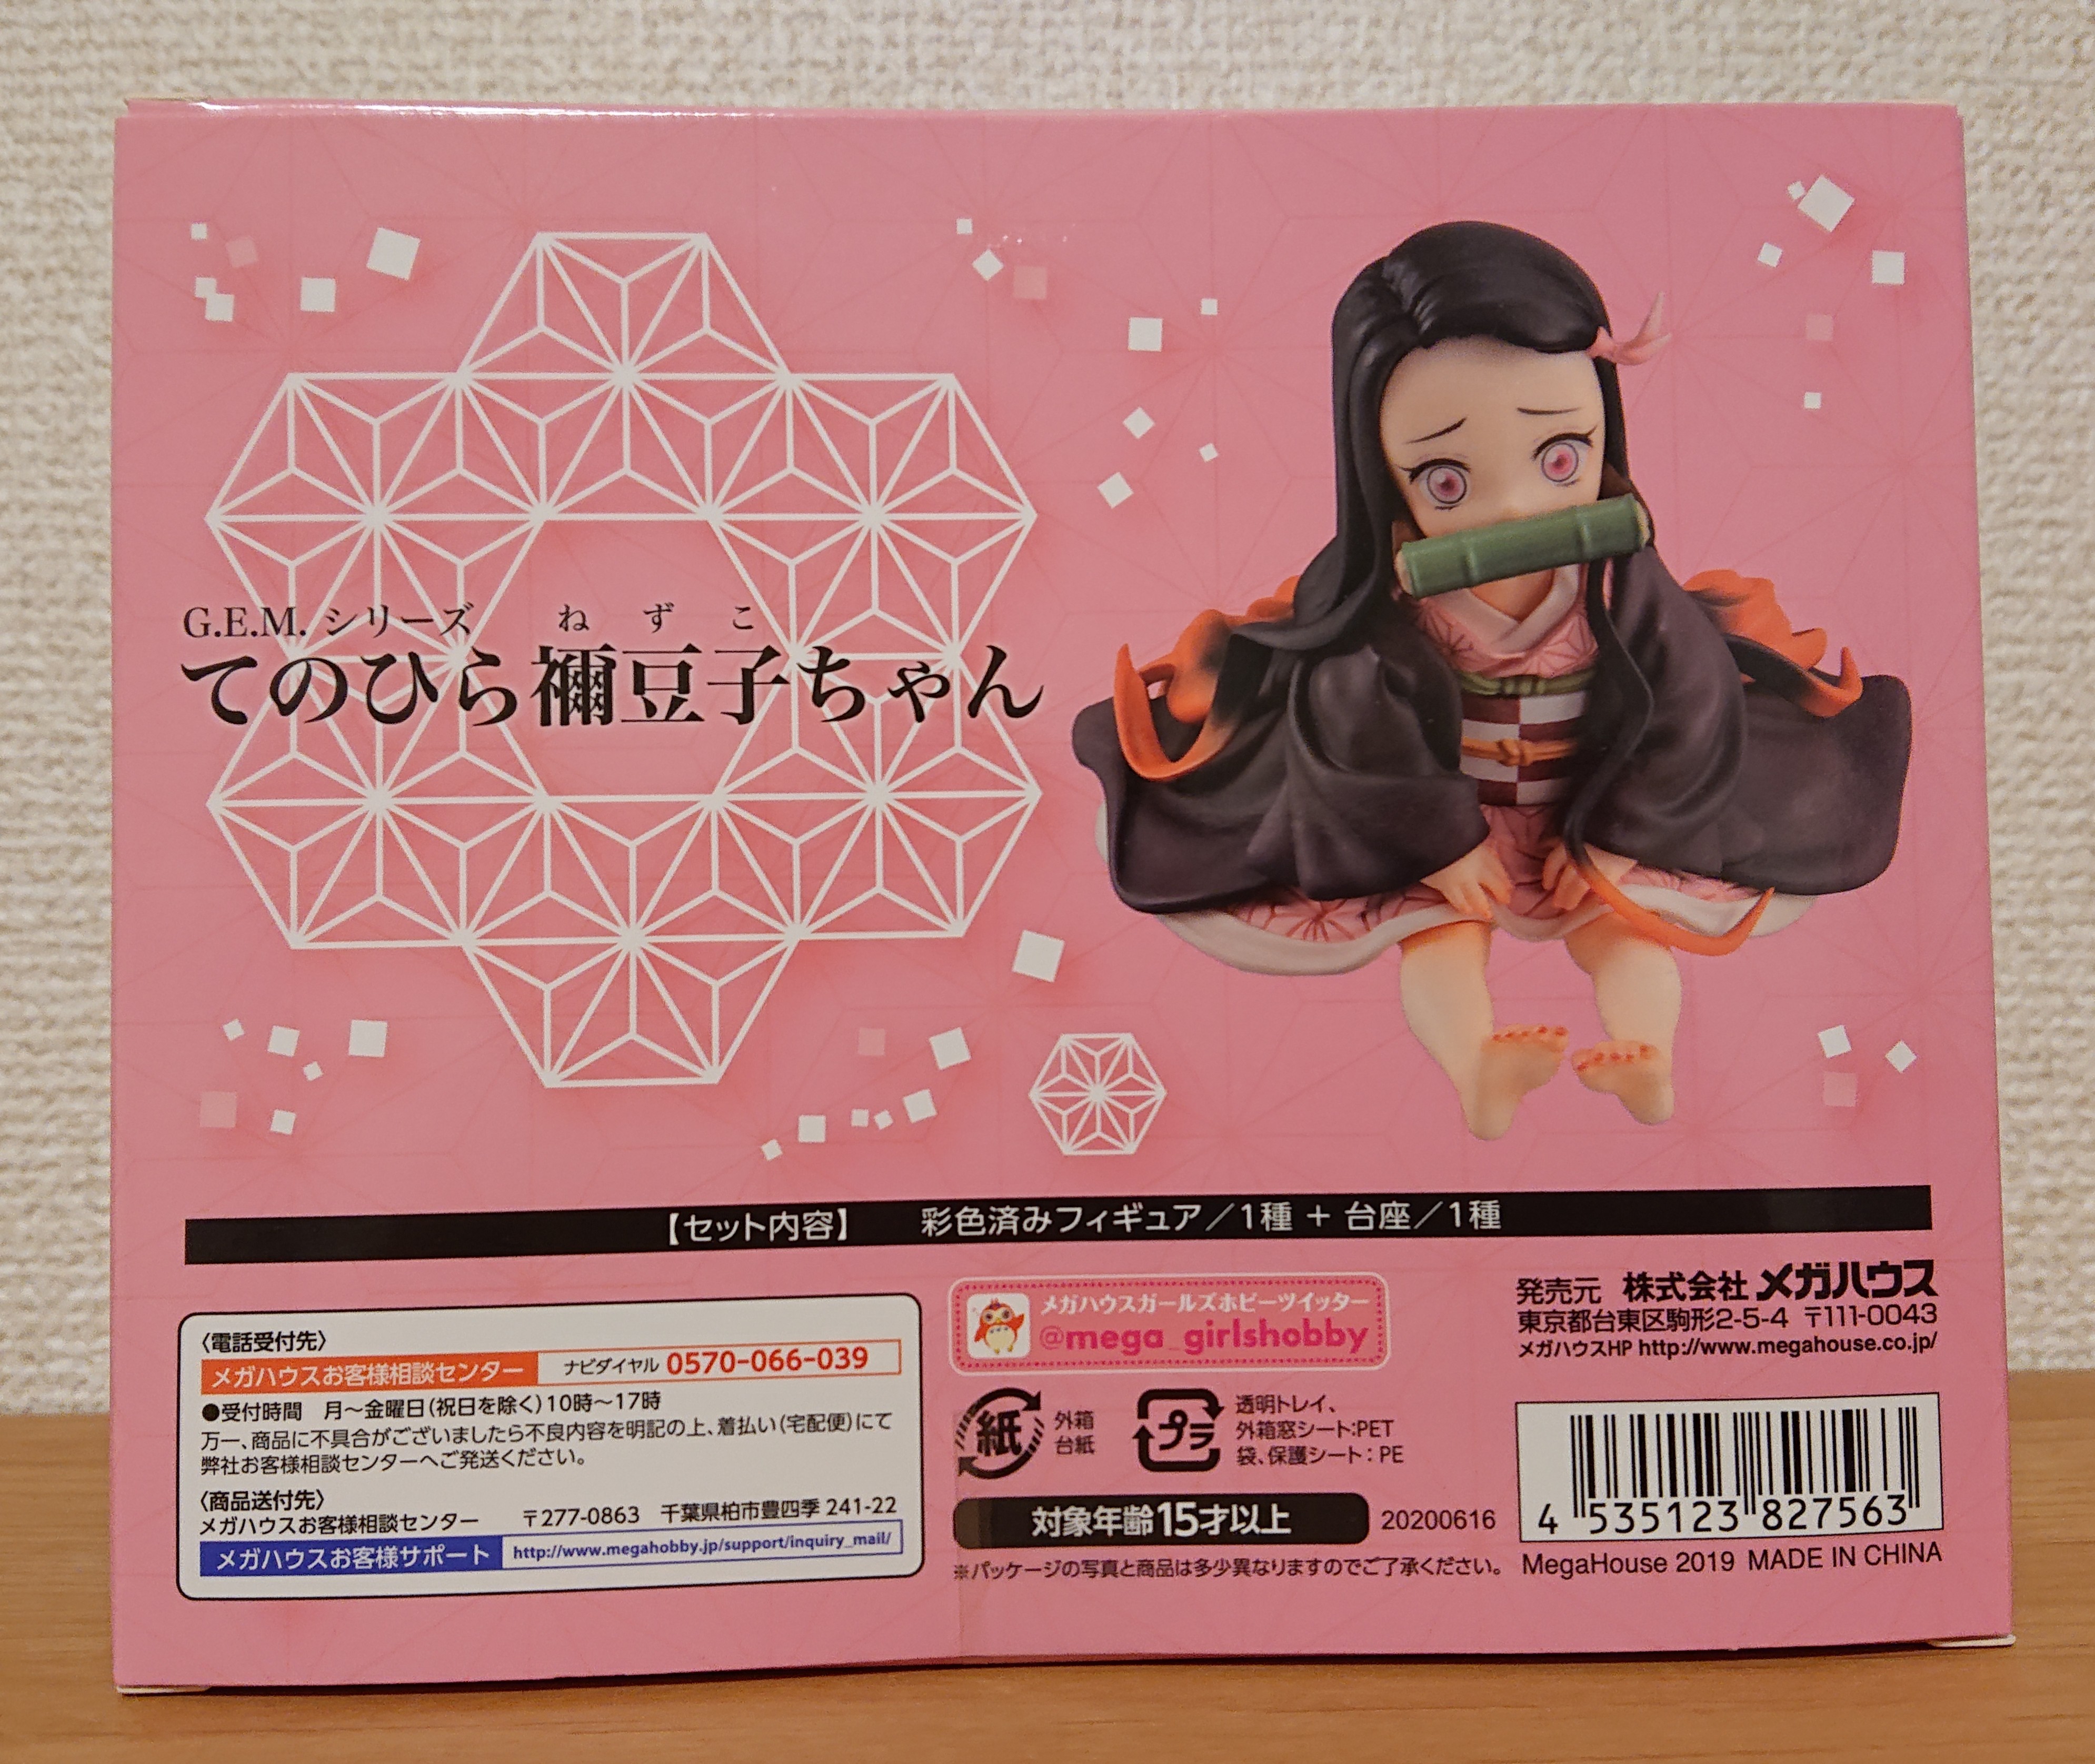 G.E.M. シリーズ
ねずこ
てのひら禰豆子ちゃん
【セット内容】 彩色済みフィギュア／1種 + 台座／1種
〈電話受付先〉
メガハウスお客様相談センター ナビダイヤル 0570-066-039
●受付時間 月～金曜日(祝日を除く)10時～17時
万一、商品に不具合がございましたら不良内容を明記の上、着払い(宅配便)にて
弊社お客様相談センターへご発送ください。
〈商品送付先〉
メガハウスお客様相談センター 〒277-0863 千葉県柏市豊四季 241-22
メガハウスお客様サポート http://www.megahobby.jp/support/inquiry_mail/
メガハウスガールズホビーツイッター
@mega_girlshobby
紙
外箱
台紙
プラ
透明トレイ、
外箱窓シート:PET
袋、保護シート：PE
対象年齢15才以上 20200616
※パッケージの写真と商品は多少異なりますのでご了承ください。
発売元 株式会社 メガハウス
東京都台東区駒形2-5-4 〒111-0043
メガハウスHP http://www.megahouse.co.jp/
4 535123 827563
MegaHouse 2019 MADE IN CHINA